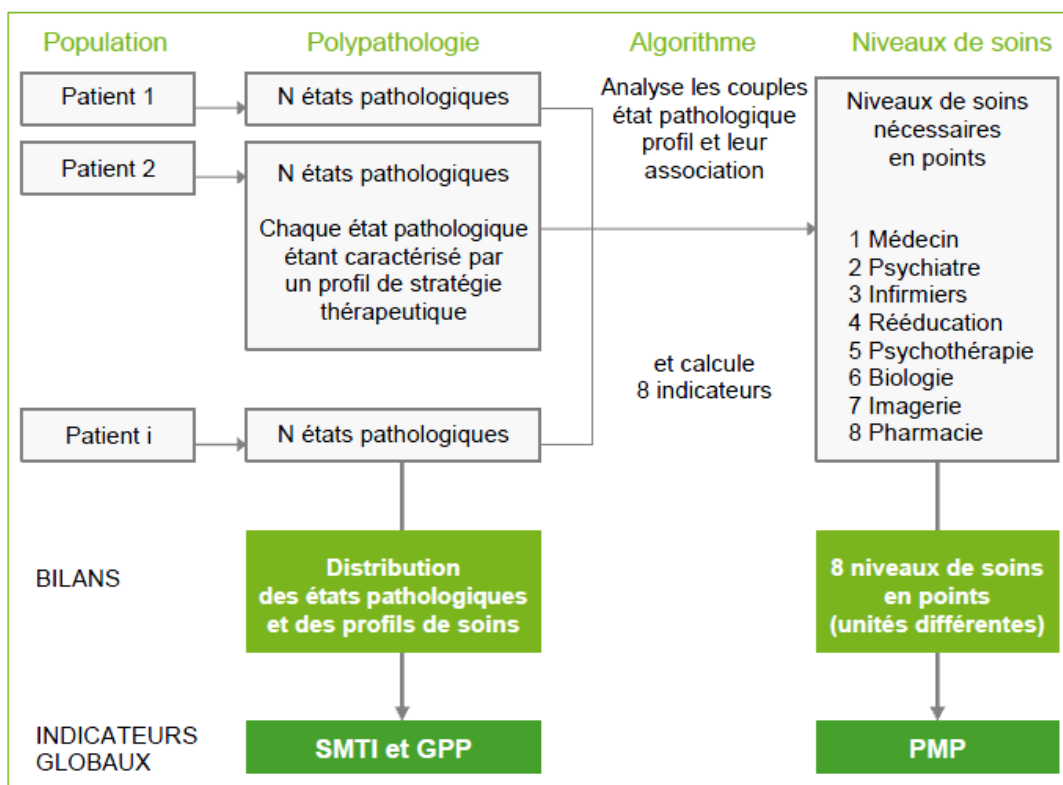 Population
Polypathologie
Algorithme
Niveaux de soins
Patient 1
N états pathologiques
Patient 2
N états pathologiques
Chaque état pathologique
étant caractérisé par
un profil de stratégie
thérapeutique
Patient i
N états pathologiques
Analyse les couples
état pathologique
profil et leur
association
et calcule
8 indicateurs
Niveaux de soins
nécessaires
en points
1 Médecin
2 Psychiatre
3 Infirmiers
4 Rééducation
5 Psychothérapie
6 Biologie
7 Imagerie
8 Pharmacie
BILANS
Distribution
des états pathologiques
et des profils de soins
8 niveaux de soins
en points
(unités différentes)
INDICATEURS
GLOBAUX
SMTI et GPP
PMP